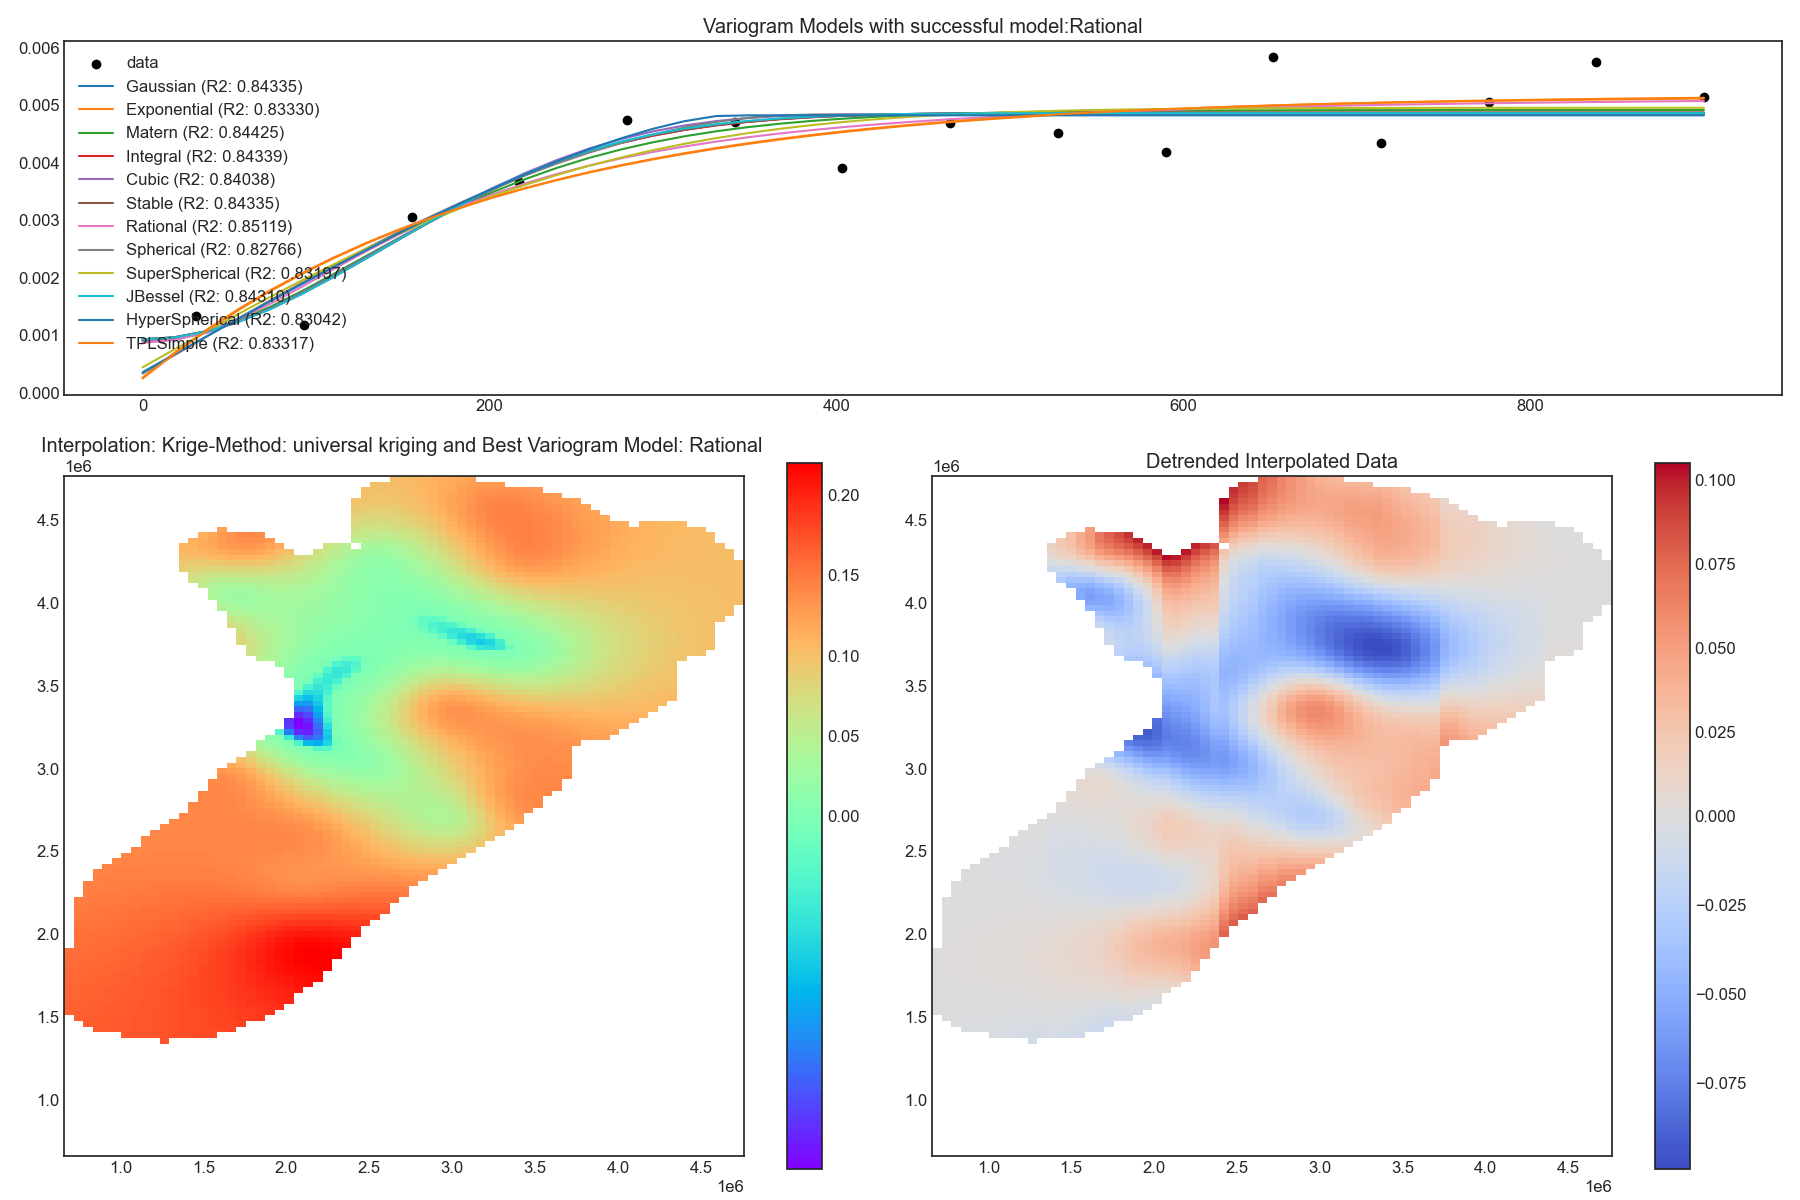 Variogram Models with successful model:Rational
0.006
0.005
0.004
0.003
0.002
0.001
0.000
data
Gaussian (R2: 0.84335)
Exponential (R2: 0.83330)
Matern (R2: 0.84425)
Integral (R2: 0.84339)
Cubic (R2: 0.84038)
Stable (R2: 0.84335)
Rational (R2: 0.85119)
Spherical (R2: 0.82766)
SuperSpherical (R2: 0.83197)
JBessel (R2: 0.84310)
HyperSpherical (R2: 0.83042)
TPLSimple (R2: 0.83317)
0 200 400 600 800
Interpolation: Krige-Method: universal kriging and Best Variogram Model: Rational
1e6
4.5
4.0
3.5
3.0
2.5
2.0
1.5
1.0
1.0 1.5 2.0 2.5 3.0 3.5 4.0 4.5
1e6
0.20
0.15
0.10
0.05
0.00
Detrended Interpolated Data
1e6
4.5
4.0
3.5
3.0
2.5
2.0
1.5
1.0
1.0 1.5 2.0 2.5 3.0 3.5 4.0 4.5
1e6
0.100
0.075
0.050
0.025
0.000
−0.025
−0.050
−0.075